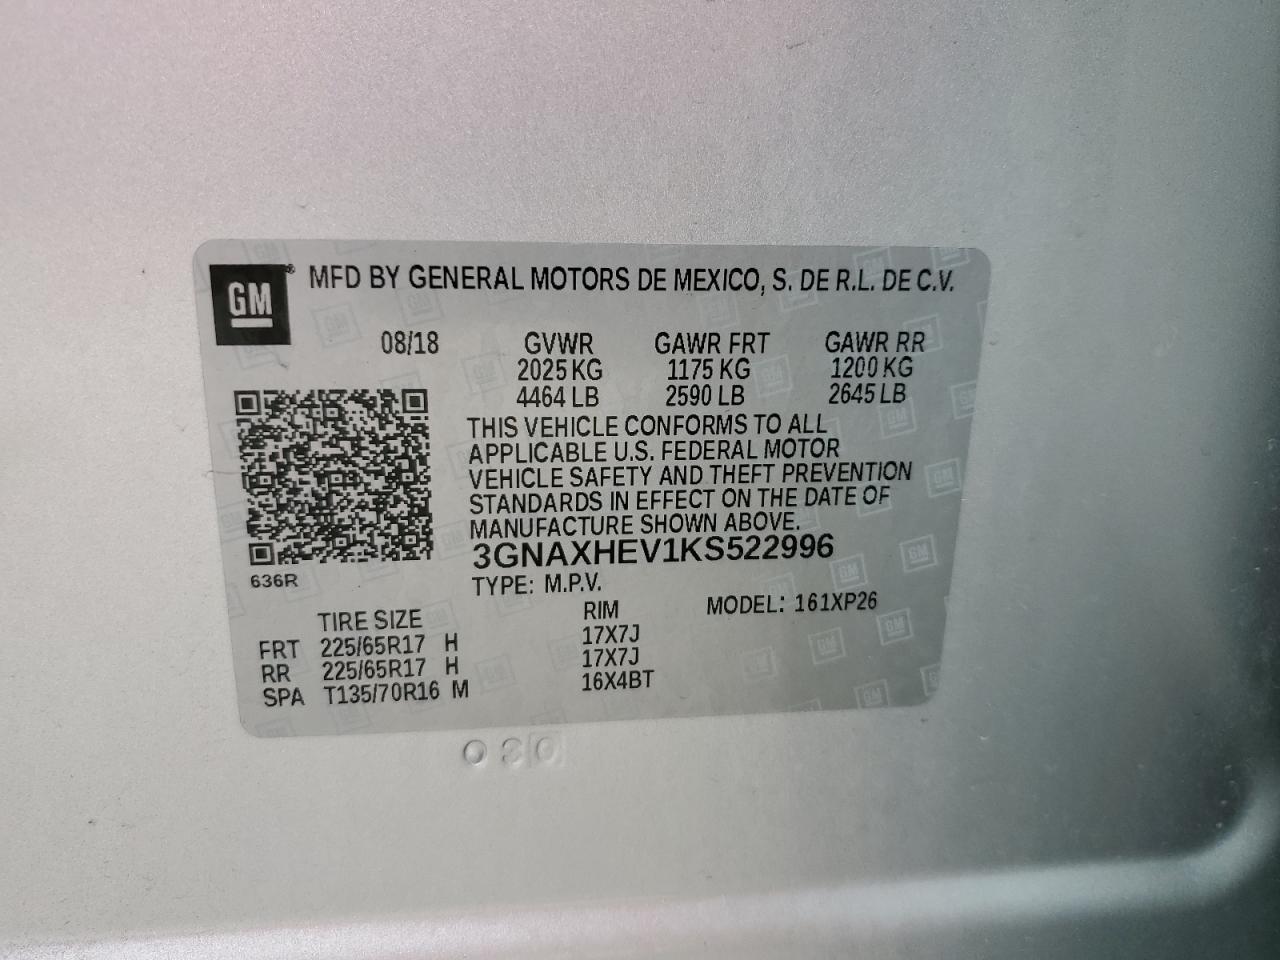 GM
MFD BY GENERAL MOTORS DE MEXICO, S. DE R.L. DE C.V.
08/18 GVWR GAWR FRT GAWR RR
2025 KG 1175 KG 1200 KG
4464 LB 2590 LB 2645 LB
THIS VEHICLE CONFORMS TO ALL
APPLICABLE U.S. FEDERAL MOTOR
VEHICLE SAFETY AND THEFT PREVENTION
STANDARDS IN EFFECT ON THE DATE OF
MANUFACTURE SHOWN ABOVE.
3GNAXHEV1KS522996
636R
TYPE: M.P.V.
TIRE SIZE RIM MODEL: 161XP26
FRT 225/65R17 H 17X7J
RR 225/65R17 H 17X7J
SPA T135/70R16 M 16X4BT